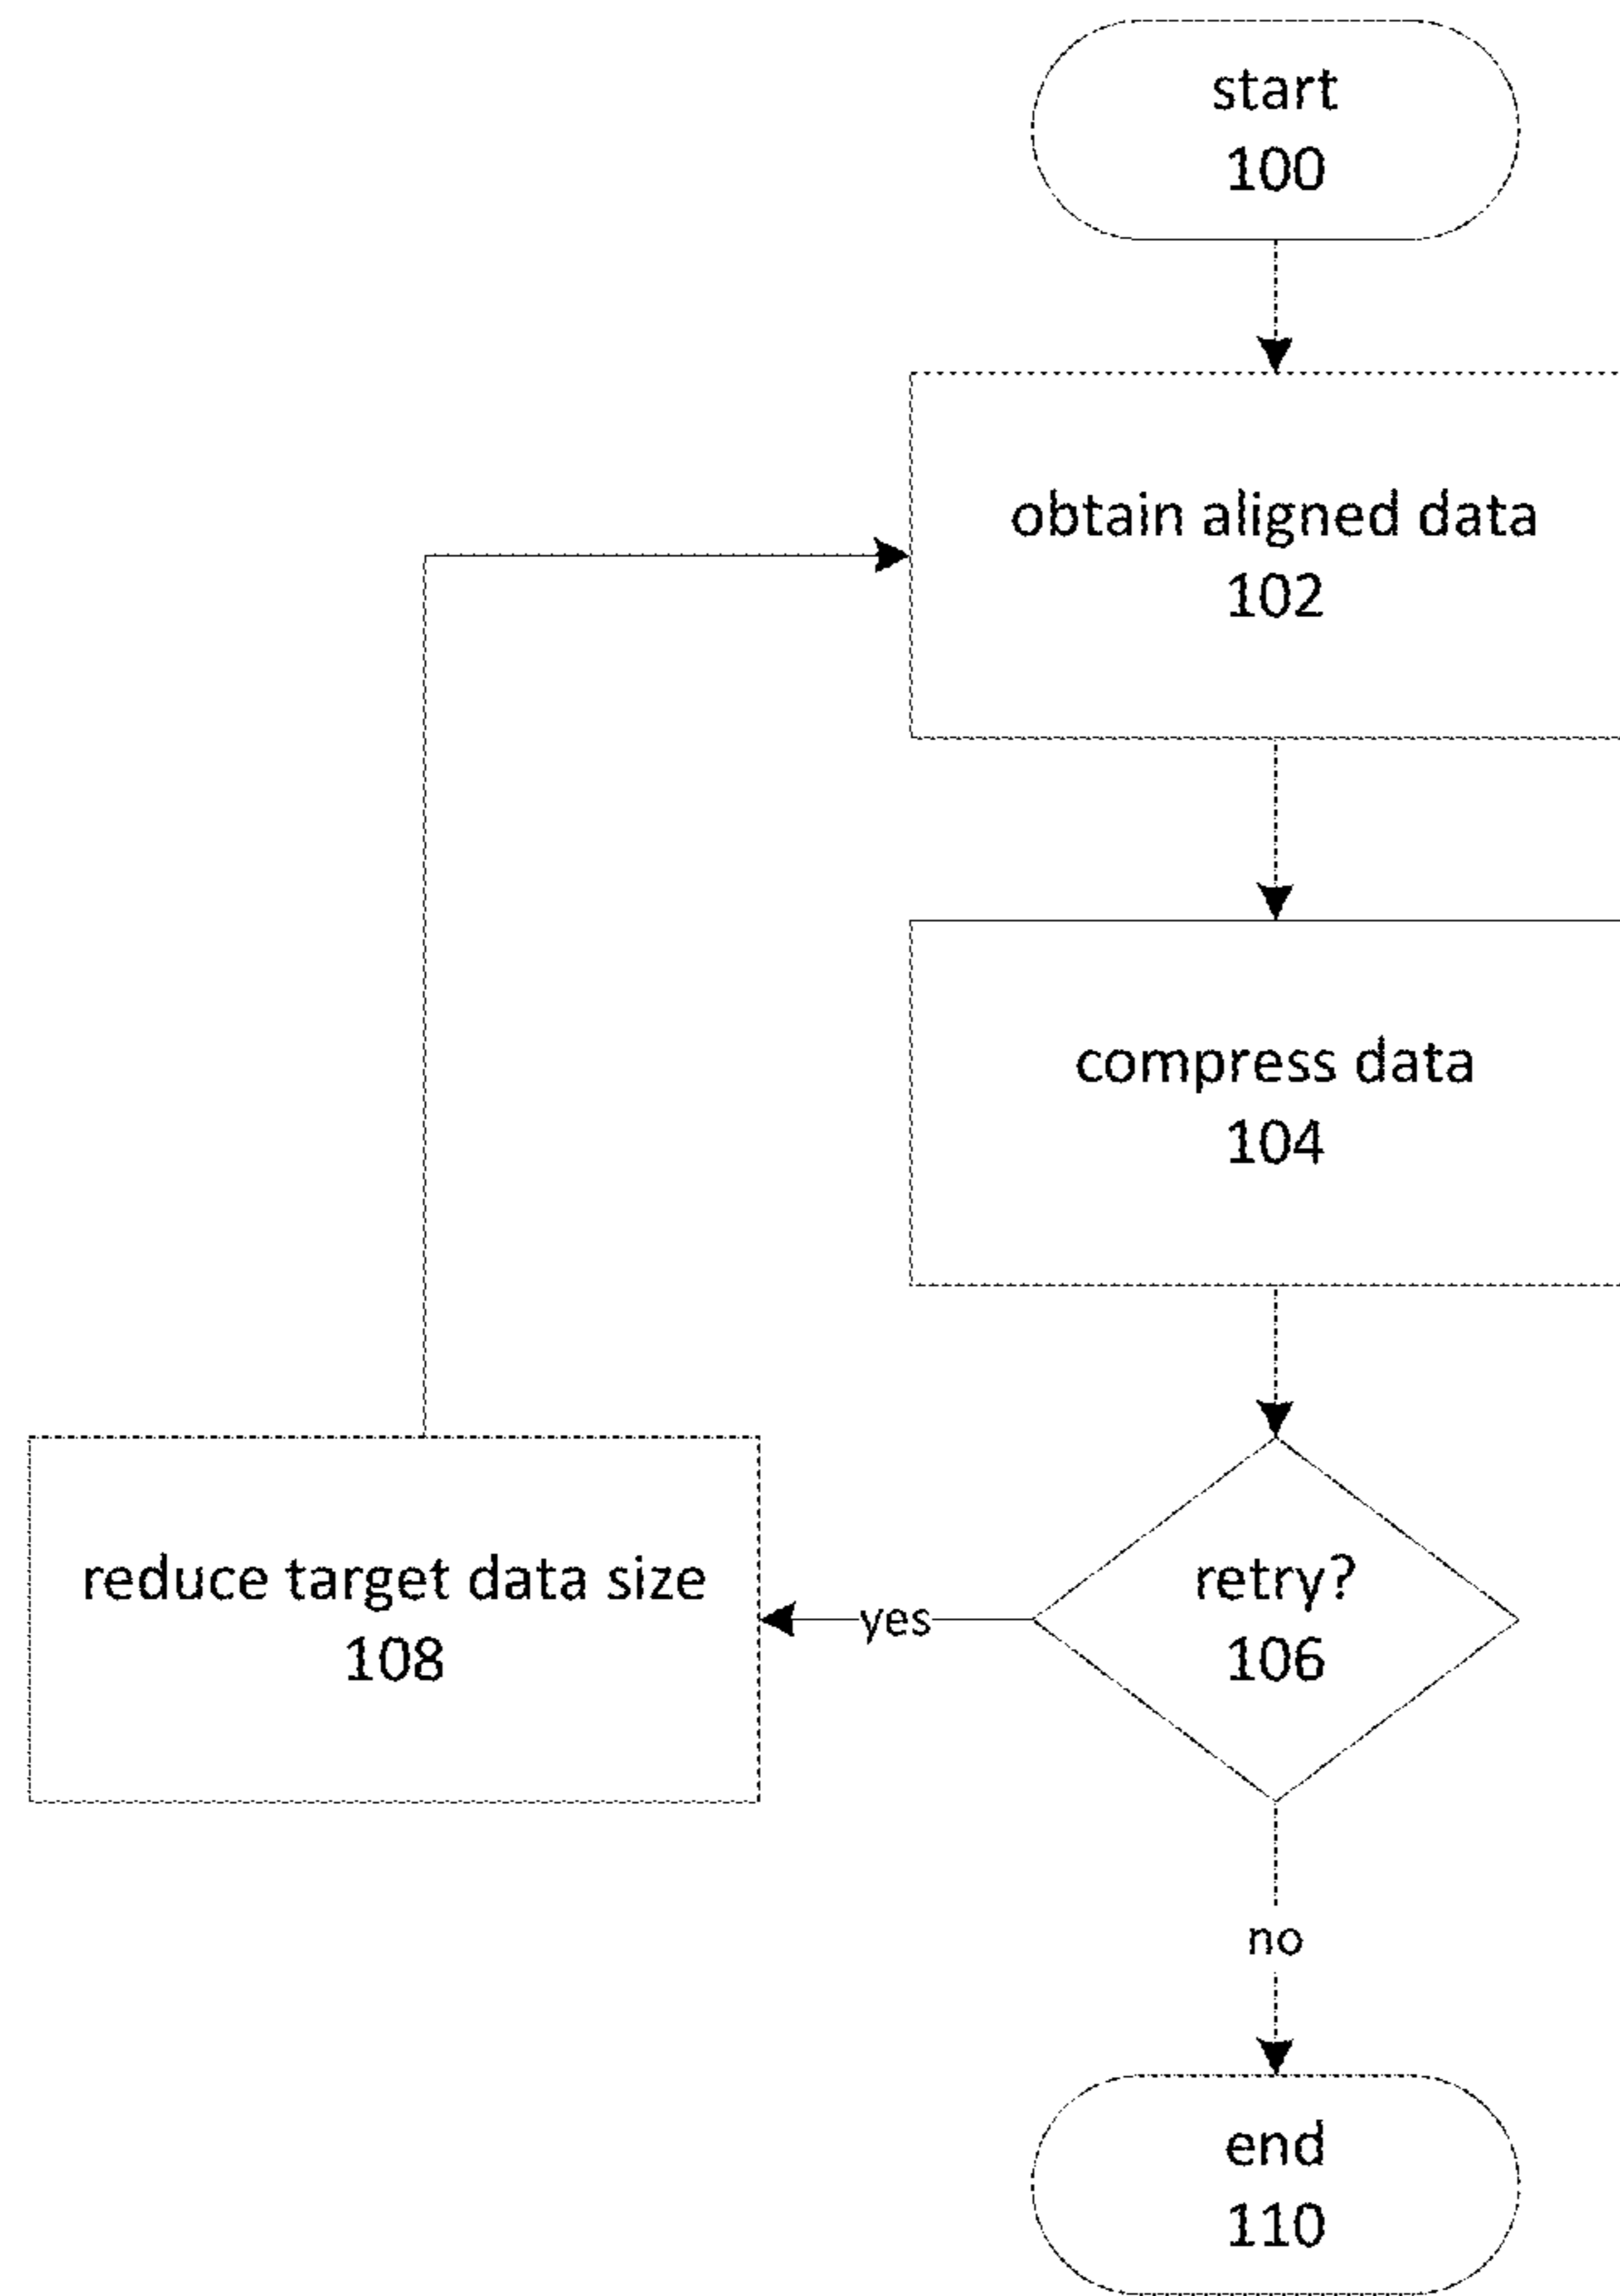 start
100
obtain aligned data
102
compress data
104
reduce target data size
108
yes
retry?
106
no
end
110